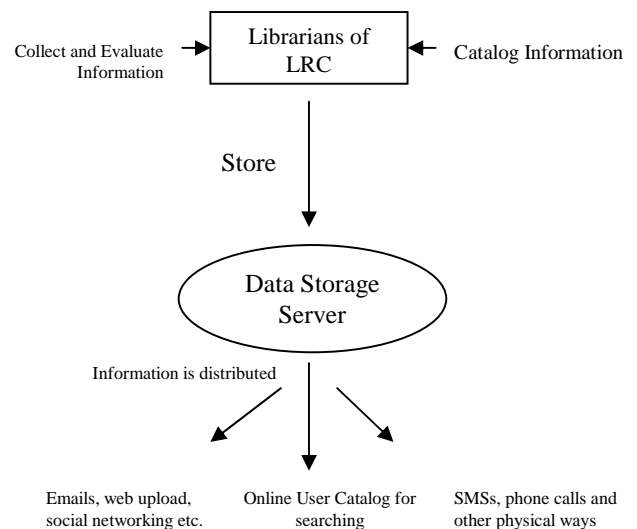 Librarians of
LRC
Collect and Evaluate
Information
Catalog Information
Store
Data Storage
Server
Information is distributed
Emails, web upload,
social networking etc.
Online User Catalog for
searching
SMSs, phone calls and
other physical ways